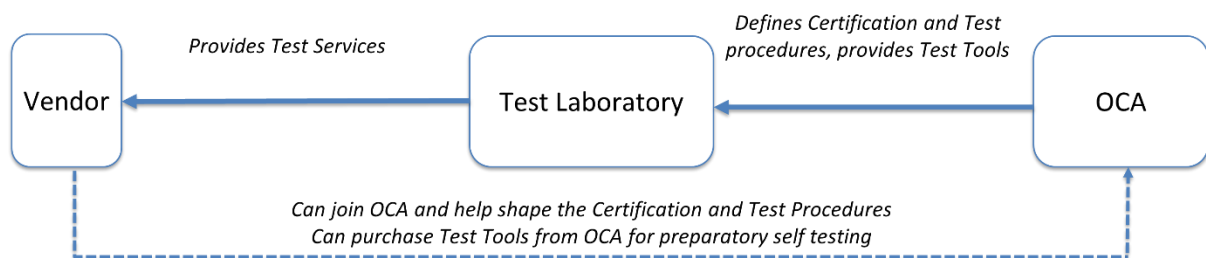 Provides Test Services
Defines Certification and Test
procedures, provides Test Tools
Vendor
Test Laboratory
OCA
Can join OCA and help shape the Certification and Test Procedures
Can purchase Test Tools from OCA for preparatory self testing